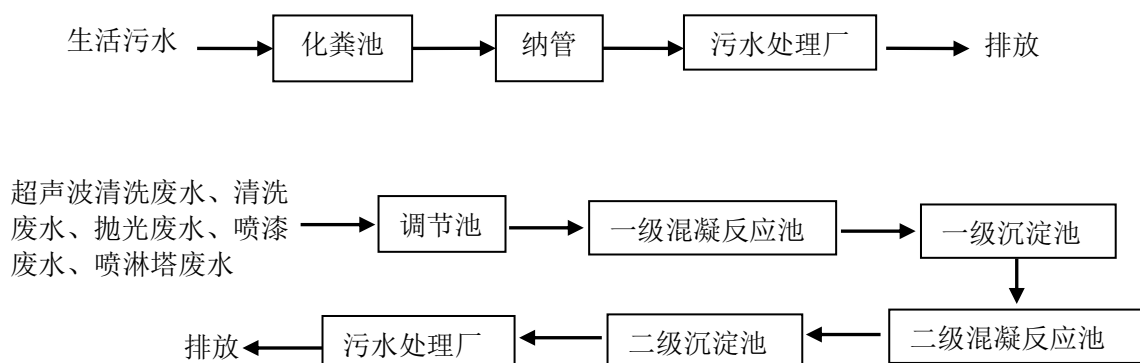 生活污水
化粪池
纳管
污水处理厂
排放
超声波清洗废水、清洗
废水、抛光废水、喷漆
废水、喷淋塔废水
调节池
一级混凝反应池
一级沉淀池
二级混凝反应池
二级沉淀池
污水处理厂
排放